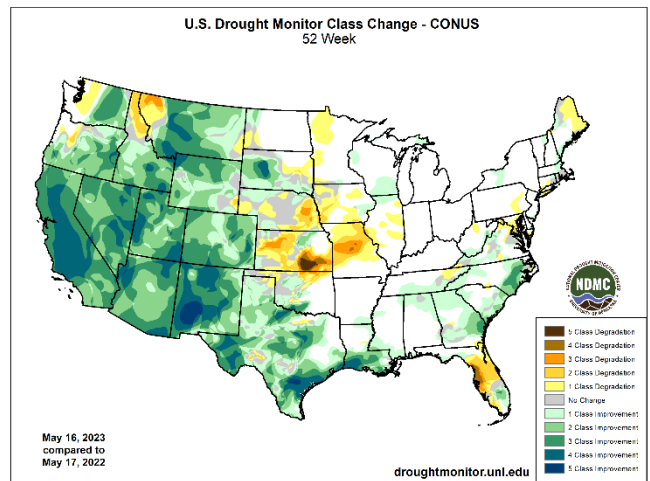 U.S. Drought Monitor Class Change - CONUS
52 Week
NDMC
5 Class Degradation
4 Class Degradation
3 Class Degradation
2 Class Degradation
1 Class Degradation
No Change
1 Class Improvement
2 Class Improvement
3 Class Improvement
4 Class Improvement
5 Class Improvement
May 16, 2023
compared to
May 17, 2022
droughtmonitor.unl.edu